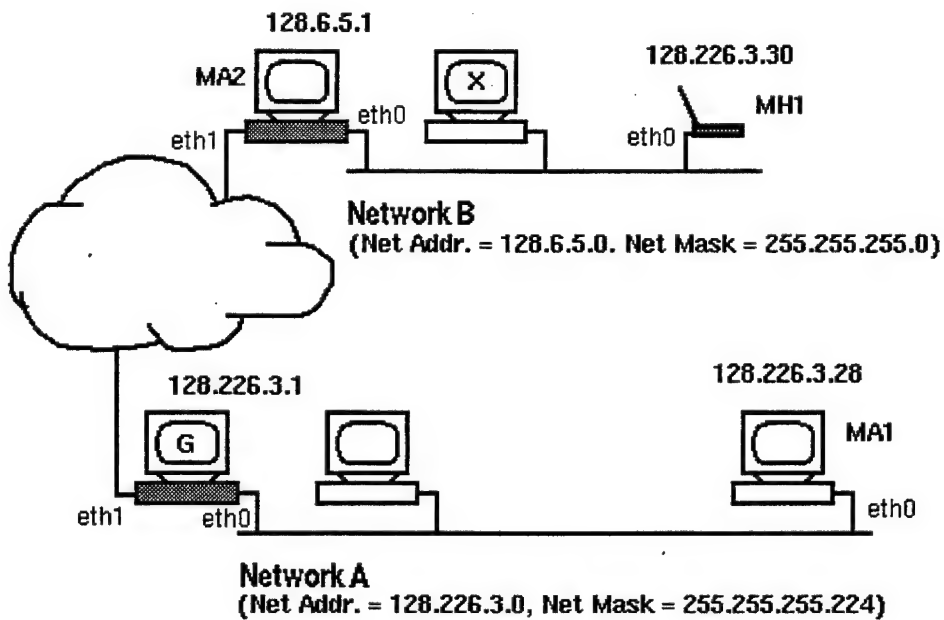 128.6.5.1
MA2
X
128.226.3.30
MH1
eth1
eth0
eth0
Network B
(Net Addr. = 128.6.5.0. Net Mask = 255.255.255.0)
128.226.3.1
128.226.3.28
G
MA1
eth1
eth0
eth0
Network A
(Net Addr. = 128.226.3.0, Net Mask = 255.255.255.224)